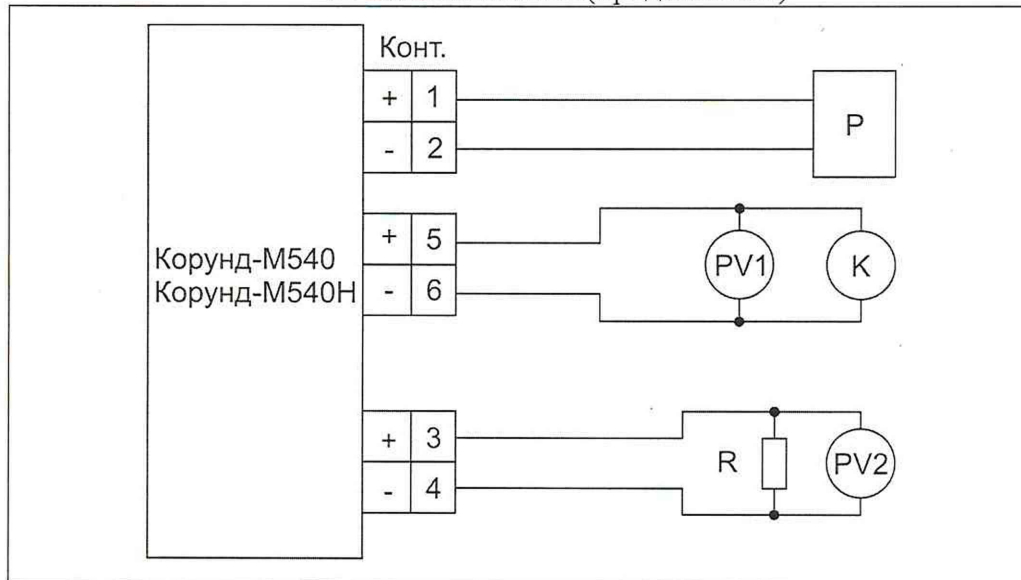 Конт.
+ 1
- 2
P
+ 5
- 6
PV1
K
Корунд-М540
Корунд-М540Н
+ 3
- 4
R
PV2